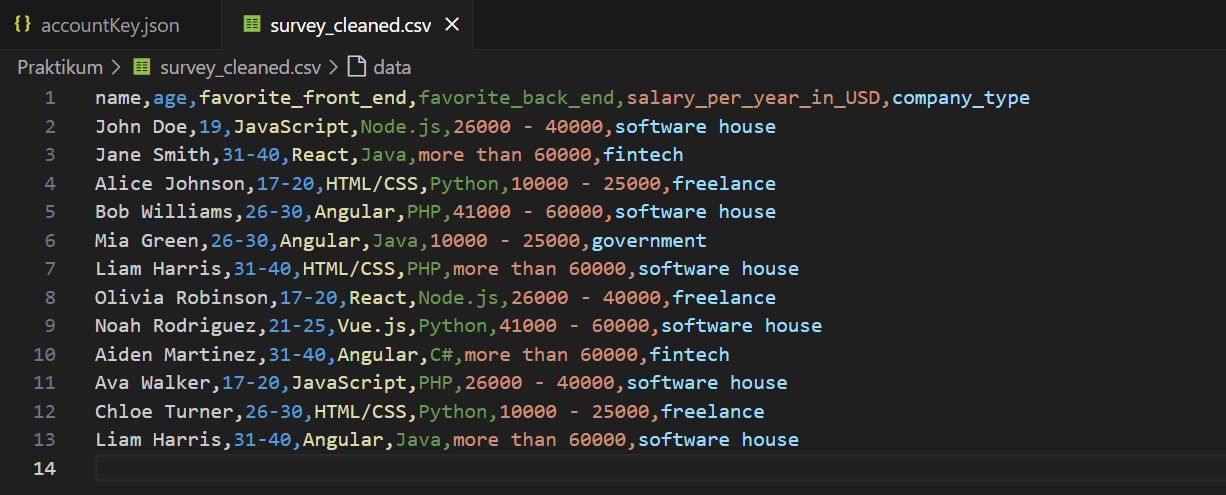 {} accountKey.json survey_cleaned.csv ×
Praktikum > survey_cleaned.csv > data
1 name,age,favorite_front_end,favorite_back_end,salary_per_year_in_USD,company_type
2 John Doe,19,JavaScript,Node.js,26000 - 40000,software house
3 Jane Smith,31-40,React,Java,more than 60000,fintech
4 Alice Johnson,17-20,HTML/CSS,Python,10000 - 25000,freelance
5 Bob Williams,26-30,Angular,PHP,41000 - 60000,software house
6 Mia Green,26-30,Angular,Java,10000 - 25000,government
7 Liam Harris,31-40,HTML/CSS,PHP,more than 60000,software house
8 Olivia Robinson,17-20,React,Node.js,26000 - 40000,freelance
9 Noah Rodriguez,21-25,Vue.js,Python,41000 - 60000,software house
10 Aiden Martinez,31-40,Angular,C#,more than 60000,fintech
11 Ava Walker,17-20,JavaScript,PHP,26000 - 40000,software house
12 Chloe Turner,26-30,HTML/CSS,Python,10000 - 25000,freelance
13 Liam Harris,31-40,Angular,Java,more than 60000,software house
14